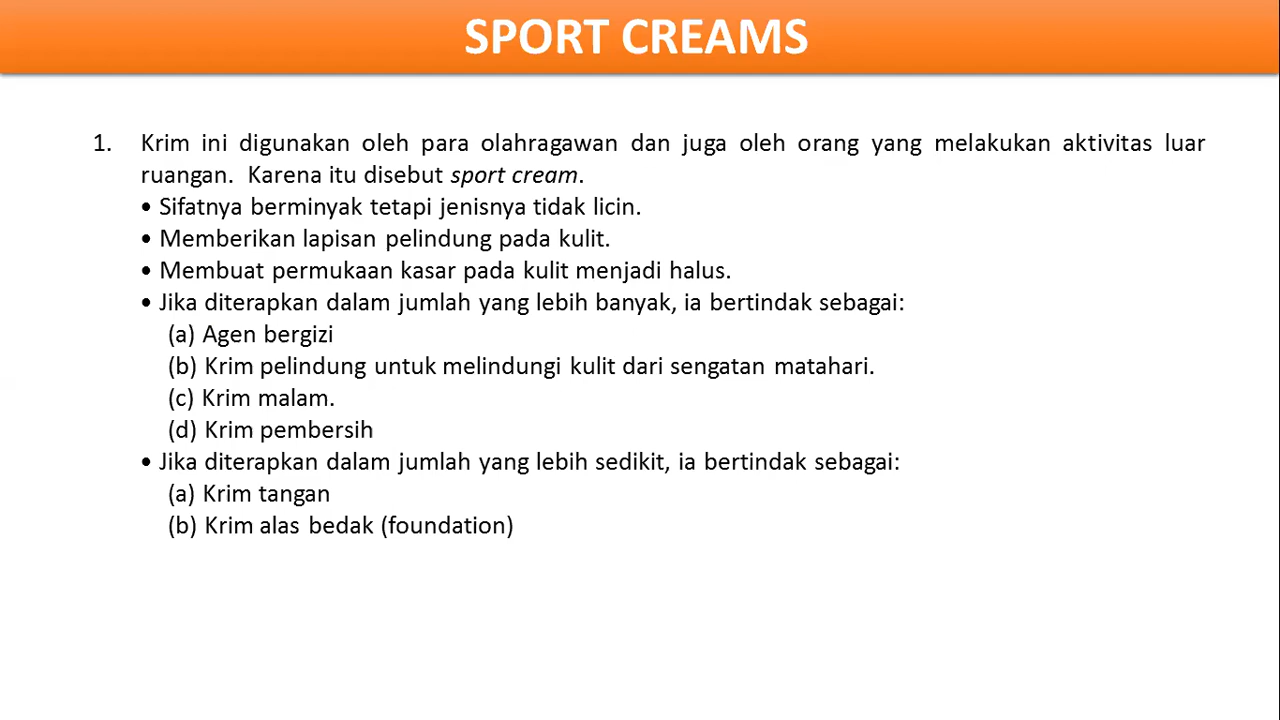 SPORT CREAMS
1. Krim ini digunakan oleh para olahragawan dan juga oleh orang yang melakukan aktivitas luar
ruangan. Karena itu disebut sport cream.
• Sifatnya berminyak tetapi jenisnya tidak licin.
• Memberikan lapisan pelindung pada kulit.
• Membuat permukaan kasar pada kulit menjadi halus.
• Jika diterapkan dalam jumlah yang lebih banyak, ia bertindak sebagai:
(a) Agen bergizi
(b) Krim pelindung untuk melindungi kulit dari sengatan matahari.
(c) Krim malam.
(d) Krim pembersih
• Jika diterapkan dalam jumlah yang lebih sedikit, ia bertindak sebagai:
(a) Krim tangan
(b) Krim alas bedak (foundation)